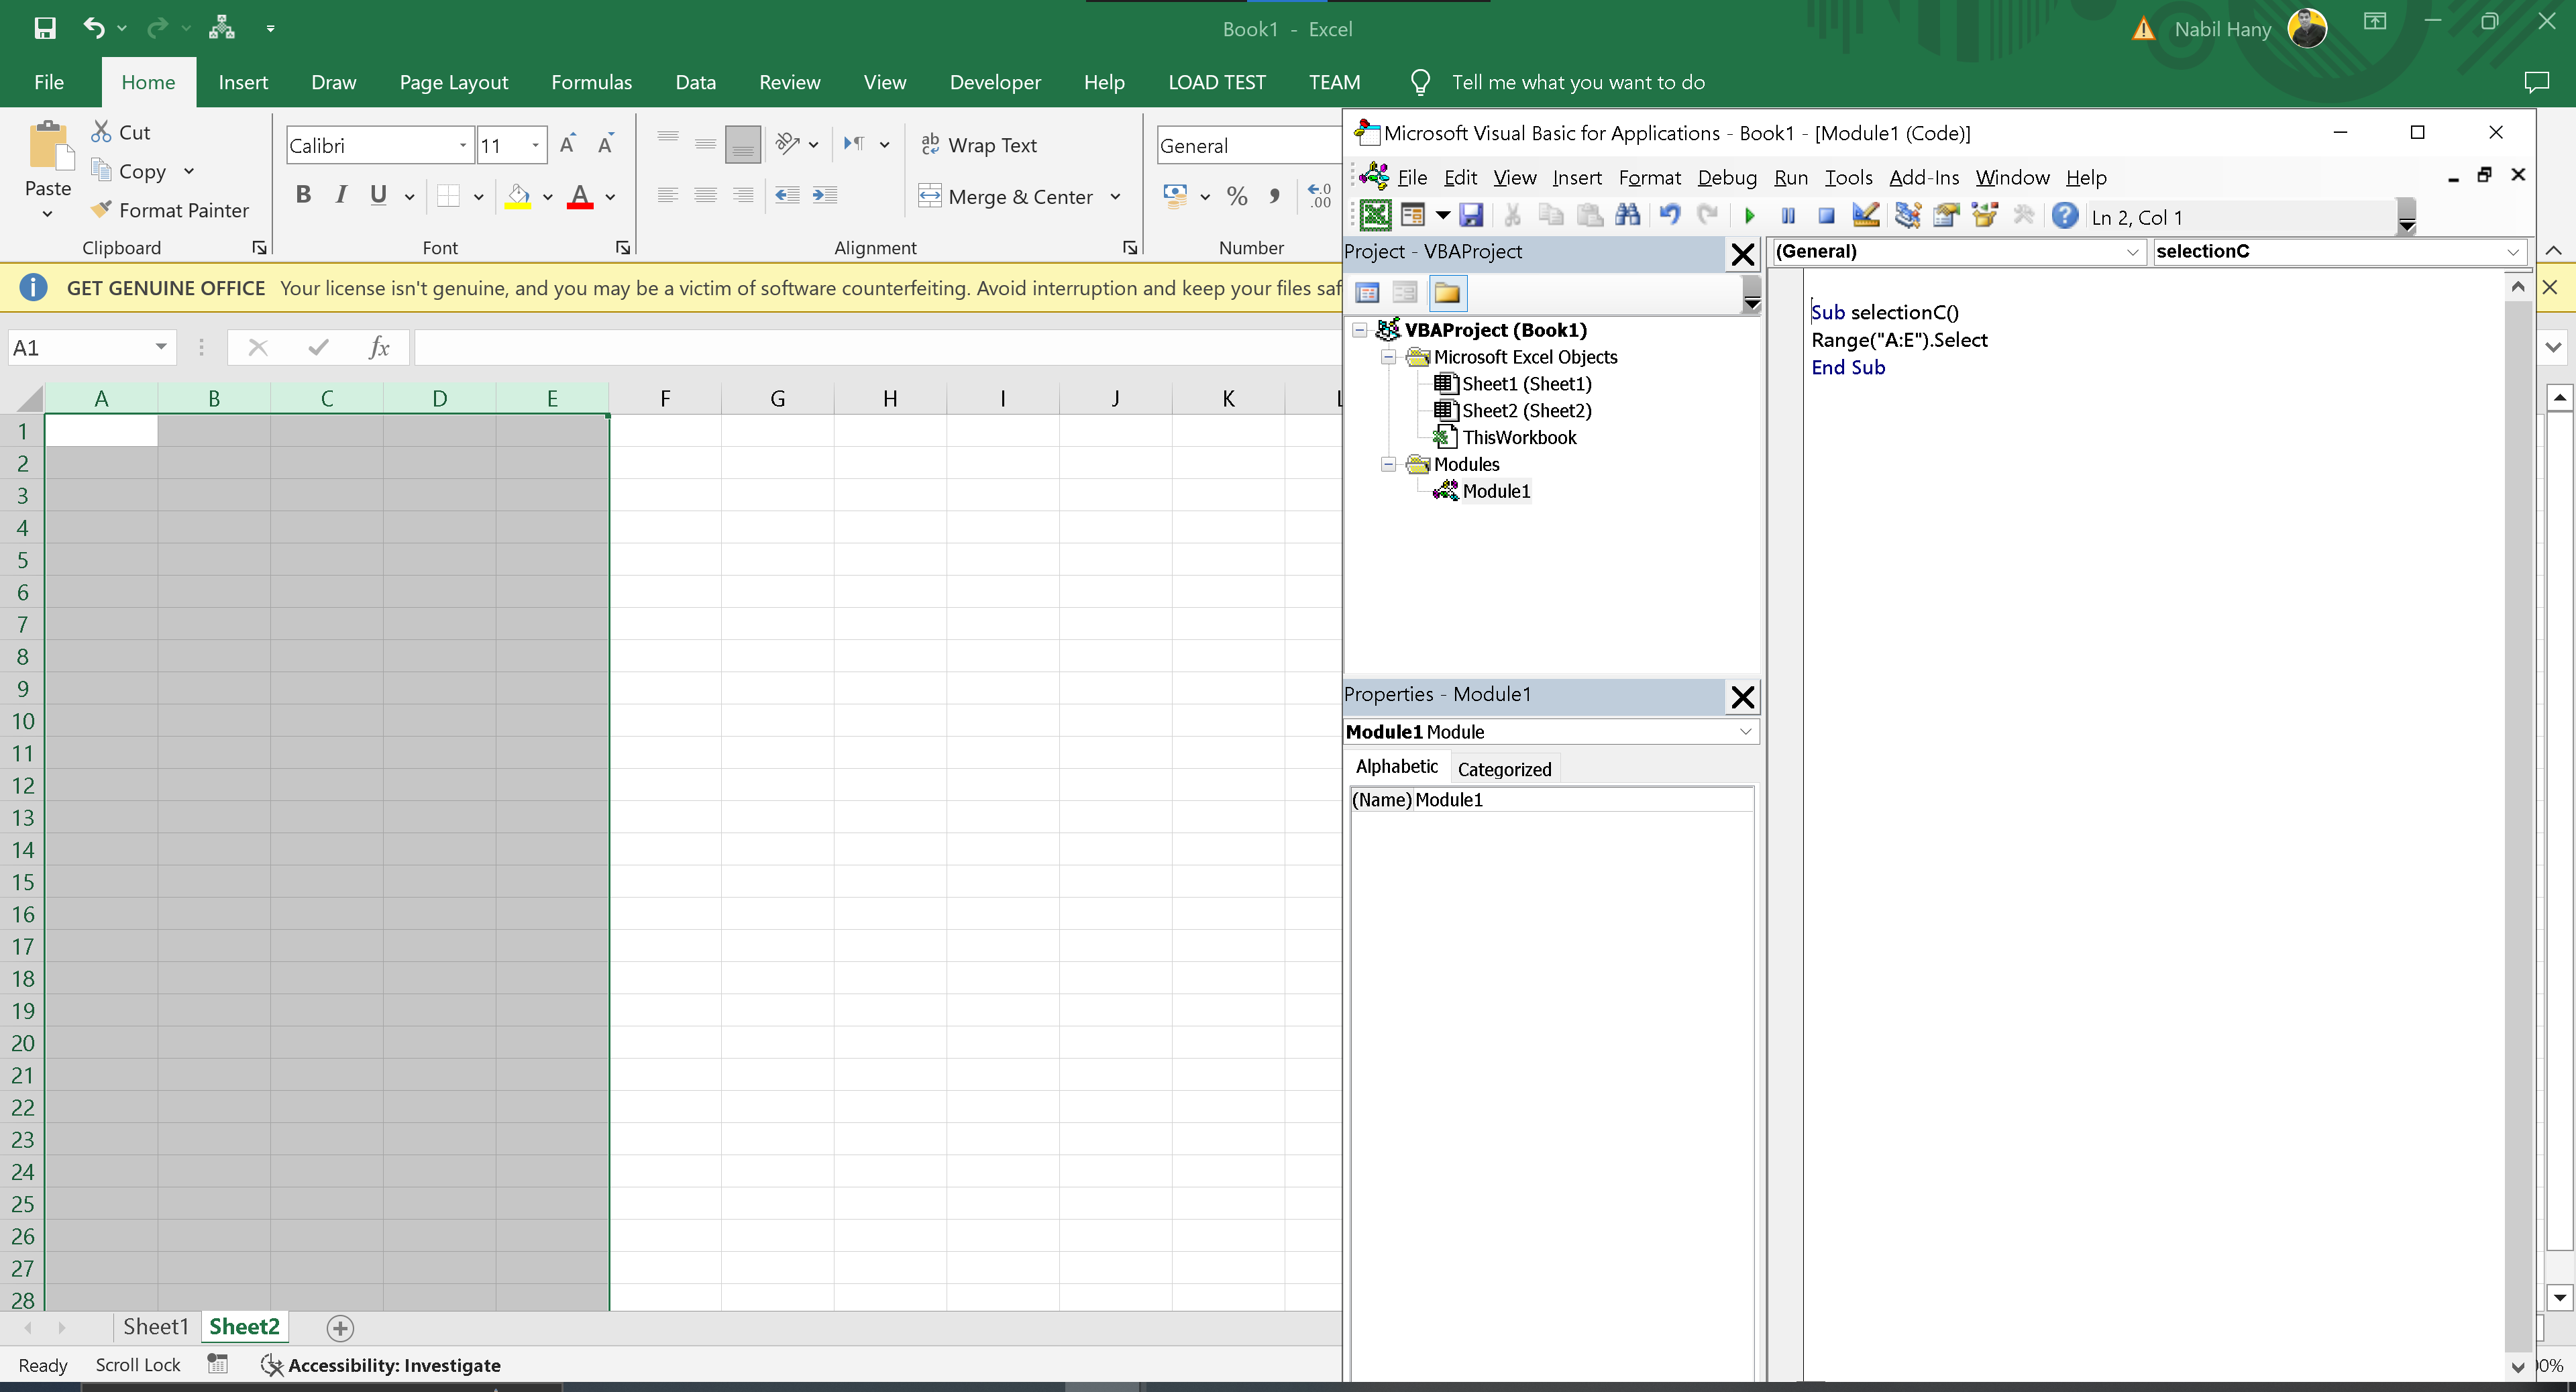 Book1 - Excel
Nabil Hany
File Home Insert Draw Page Layout Formulas Data Review View Developer Help LOAD TEST TEAM Tell me what you want to do
Paste
Cut
Copy
Format Painter
Clipboard
Calibri 11
B I U A
Font
Wrap Text
Merge & Center
Alignment
General
% , .0 .00
Number
GET GENUINE OFFICE Your license isn't genuine, and you may be a victim of software counterfeiting. Avoid interruption and keep your files saf
A1 fx
A B C D E F G H I J K L
1
2
3
4
5
6
7
8
9
10
11
12
13
14
15
16
17
18
19
20
21
22
23
24
25
26
27
28
Sheet1 Sheet2
Ready Scroll Lock Accessibility: Investigate
Microsoft Visual Basic for Applications - Book1 - [Module1 (Code)]
File Edit View Insert Format Debug Run Tools Add-Ins Window Help
Ln 2, Col 1
Project - VBAProject
VBAProject (Book1)
Microsoft Excel Objects
Sheet1 (Sheet1)
Sheet2 (Sheet2)
ThisWorkbook
Modules
Module1
Properties - Module1
Module1 Module
Alphabetic Categorized
(Name) Module1
(General) selectionC
Sub selectionC()
Range("A:E").Select
End Sub